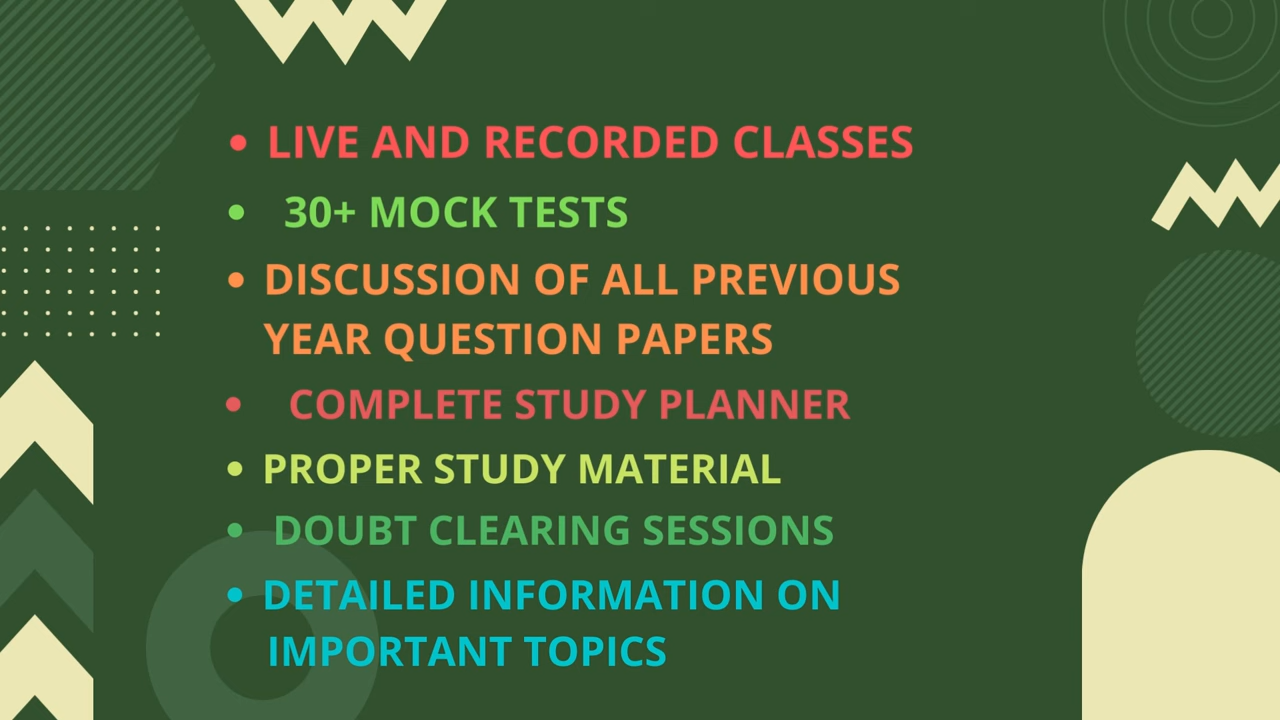 • LIVE AND RECORDED CLASSES
• 30+ MOCK TESTS
• DISCUSSION OF ALL PREVIOUS
YEAR QUESTION PAPERS
• COMPLETE STUDY PLANNER
• PROPER STUDY MATERIAL
• DOUBT CLEARING SESSIONS
• DETAILED INFORMATION ON
IMPORTANT TOPICS